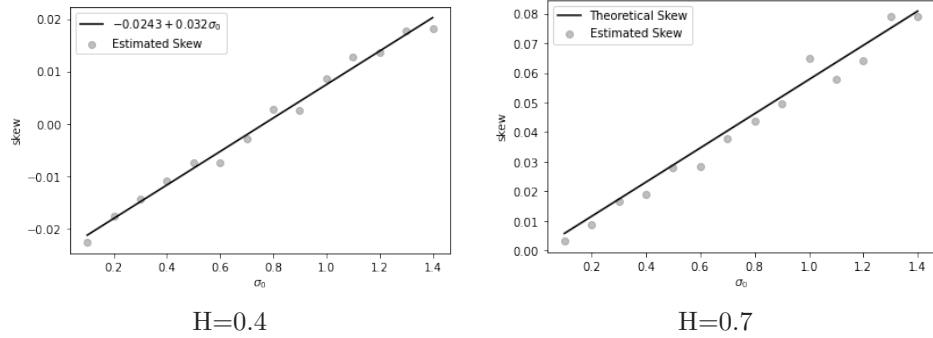 −0.0243 + 0.032σ₀
Estimated Skew
0.02
0.01
0.00
−0.01
−0.02
skew
0.2 0.4 0.6 0.8 1.0 1.2 1.4
σ₀
H=0.4
Theoretical Skew
Estimated Skew
0.08
0.07
0.06
0.05
0.04
0.03
0.02
0.01
0.00
skew
0.2 0.4 0.6 0.8 1.0 1.2 1.4
σ₀
H=0.7